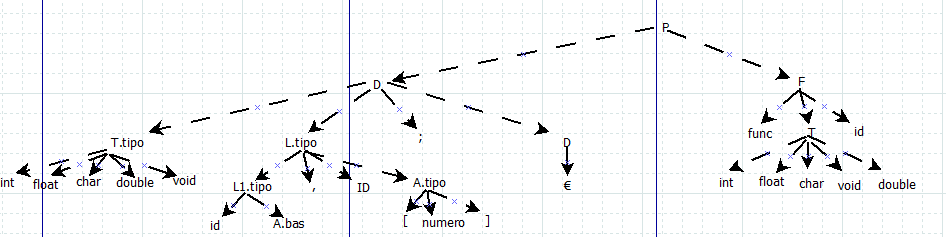 P
D F
T.tipo L.tipo ; D func T id
int float char double void L1.tipo , ID A.tipo € int float char void double
id A.bas [ numero ]